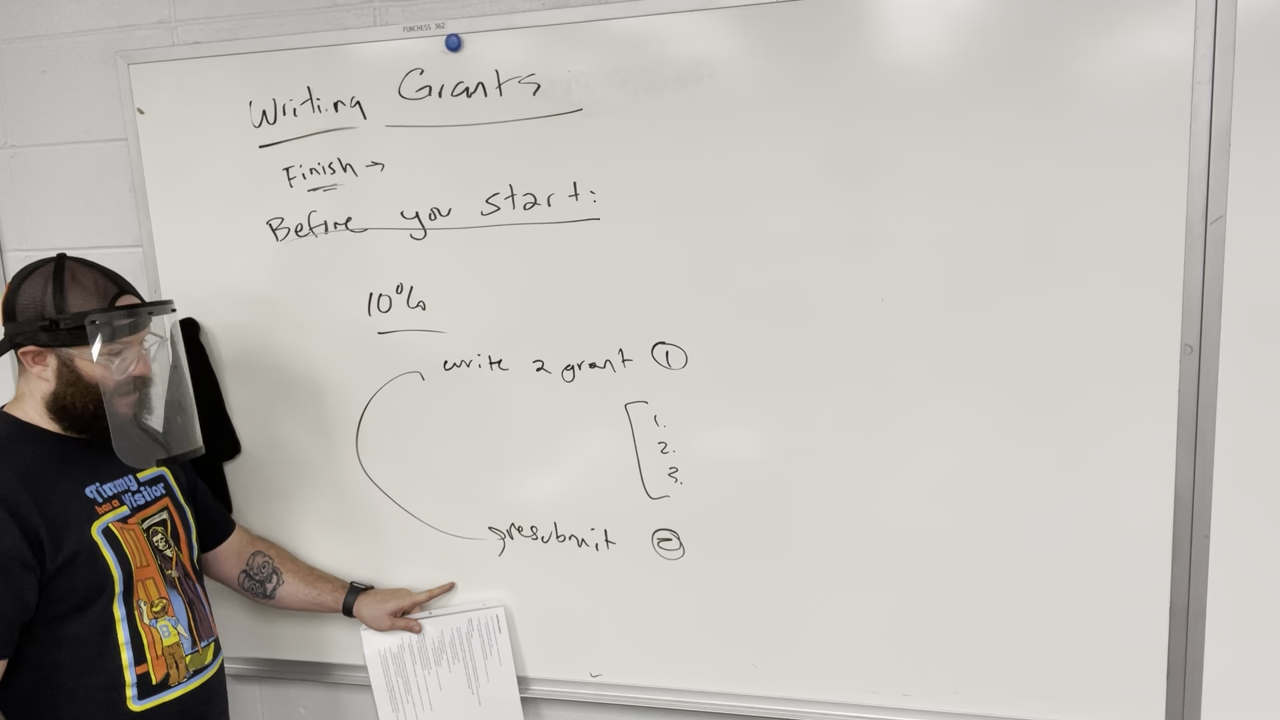 FUNCHESS 362
Writing Grants
Finish →
Before you start:
10%
write a grant ①
1.
2.
3.
resubmit ②
Timmy
has a Visitor